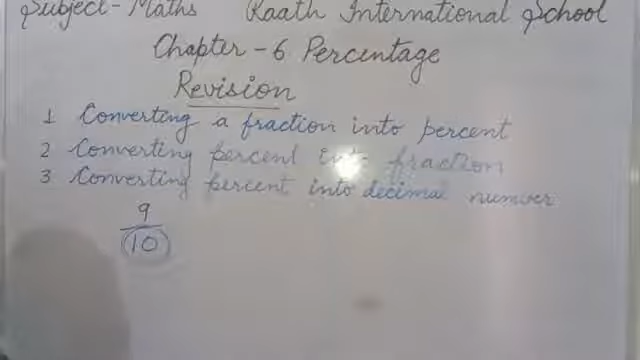 Subject - Maths Raath International School
Chapter - 6 Percentage
Revision
1 Converting a fraction into percent
2 Converting percent into fraction
3 Converting percent into decimal number
9
10